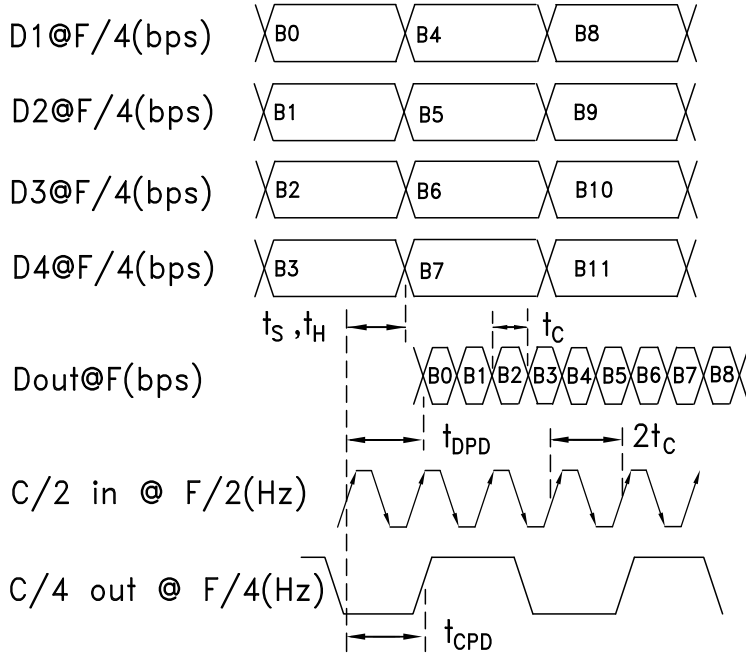 D1@F/4(bps) B0 B4 B8
D2@F/4(bps) B1 B5 B9
D3@F/4(bps) B2 B6 B10
D4@F/4(bps) B3 B7 B11
tS ,tH tC
Dout@F(bps) B0 B1 B2 B3 B4 B5 B6 B7 B8
tDPD 2tC
C/2 in @ F/2(Hz)
C/4 out @ F/4(Hz)
tCPD